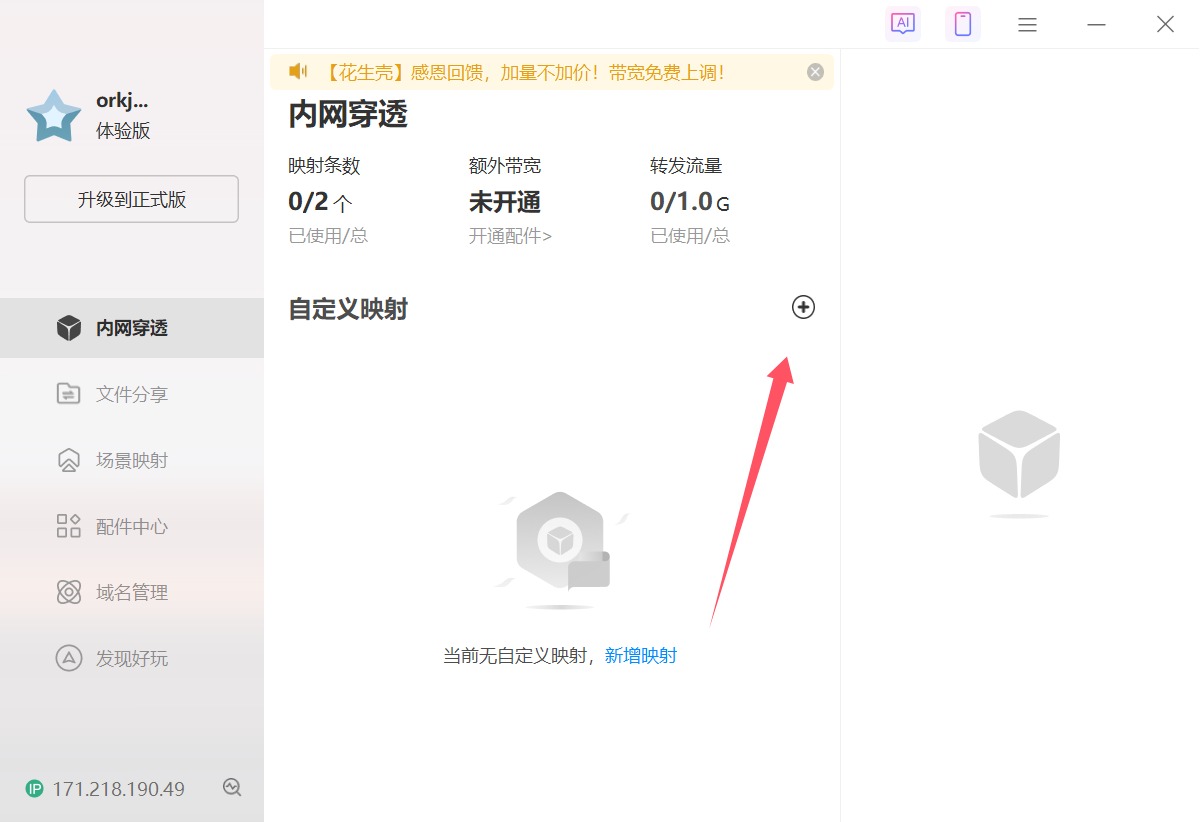 AI
【花生壳】感恩回馈，加量不加价！带宽免费上调！
orkj...
体验版
升级到正式版
内网穿透
文件分享
场景映射
配件中心
域名管理
发现好玩
IP 171.218.190.49
内网穿透
映射条数 额外带宽 转发流量
0/2个 未开通 0/1.0G
已使用/总 开通配件> 已使用/总
自定义映射
当前无自定义映射，新增映射